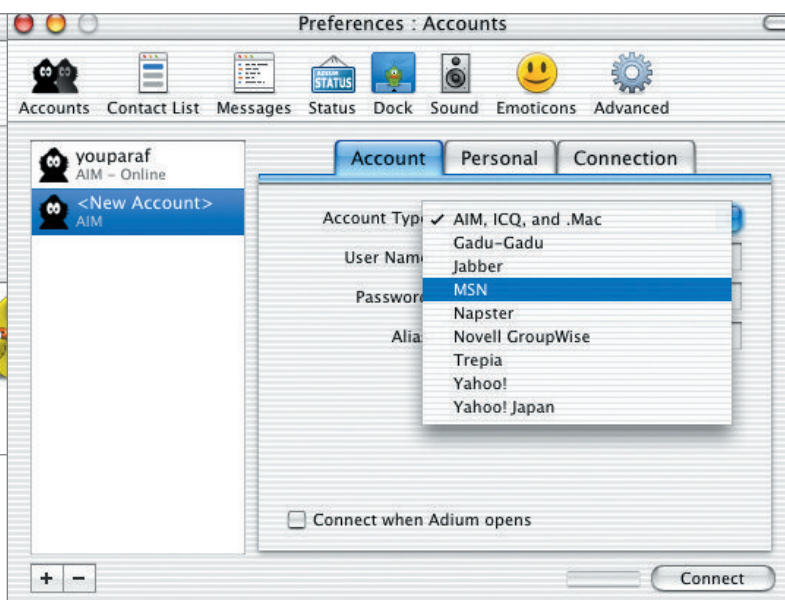 Preferences : Accounts
STATUS
Accounts Contact List Messages Status Dock Sound Emoticons Advanced
youparaf
AIM – Online
<New Account>
AIM
Account Personal Connection
Account Typ
✓ AIM, ICQ, and .Mac
Gadu-Gadu
User Nam
Jabber
MSN
Password
Napster
Novell GroupWise
Alia
Trepia
Yahoo!
Yahoo! Japan
Connect when Adium opens
+ −
Connect